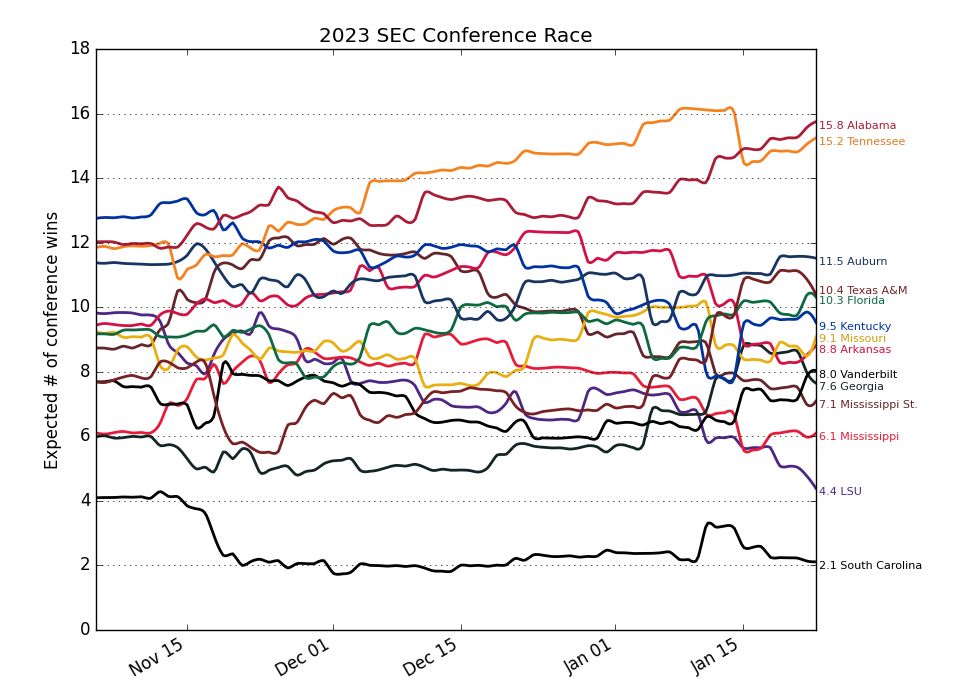 2023 SEC Conference Race
Expected # of conference wins
18
16
14
12
10
8
6
4
2
0
Nov 15
Dec 01
Dec 15
Jan 01
Jan 15
15.8 Alabama
15.2 Tennessee
11.5 Auburn
10.4 Texas A&M
10.3 Florida
9.5 Kentucky
9.1 Missouri
8.8 Arkansas
8.0 Vanderbilt
7.6 Georgia
7.1 Mississippi St.
6.1 Mississippi
4.4 LSU
2.1 South Carolina